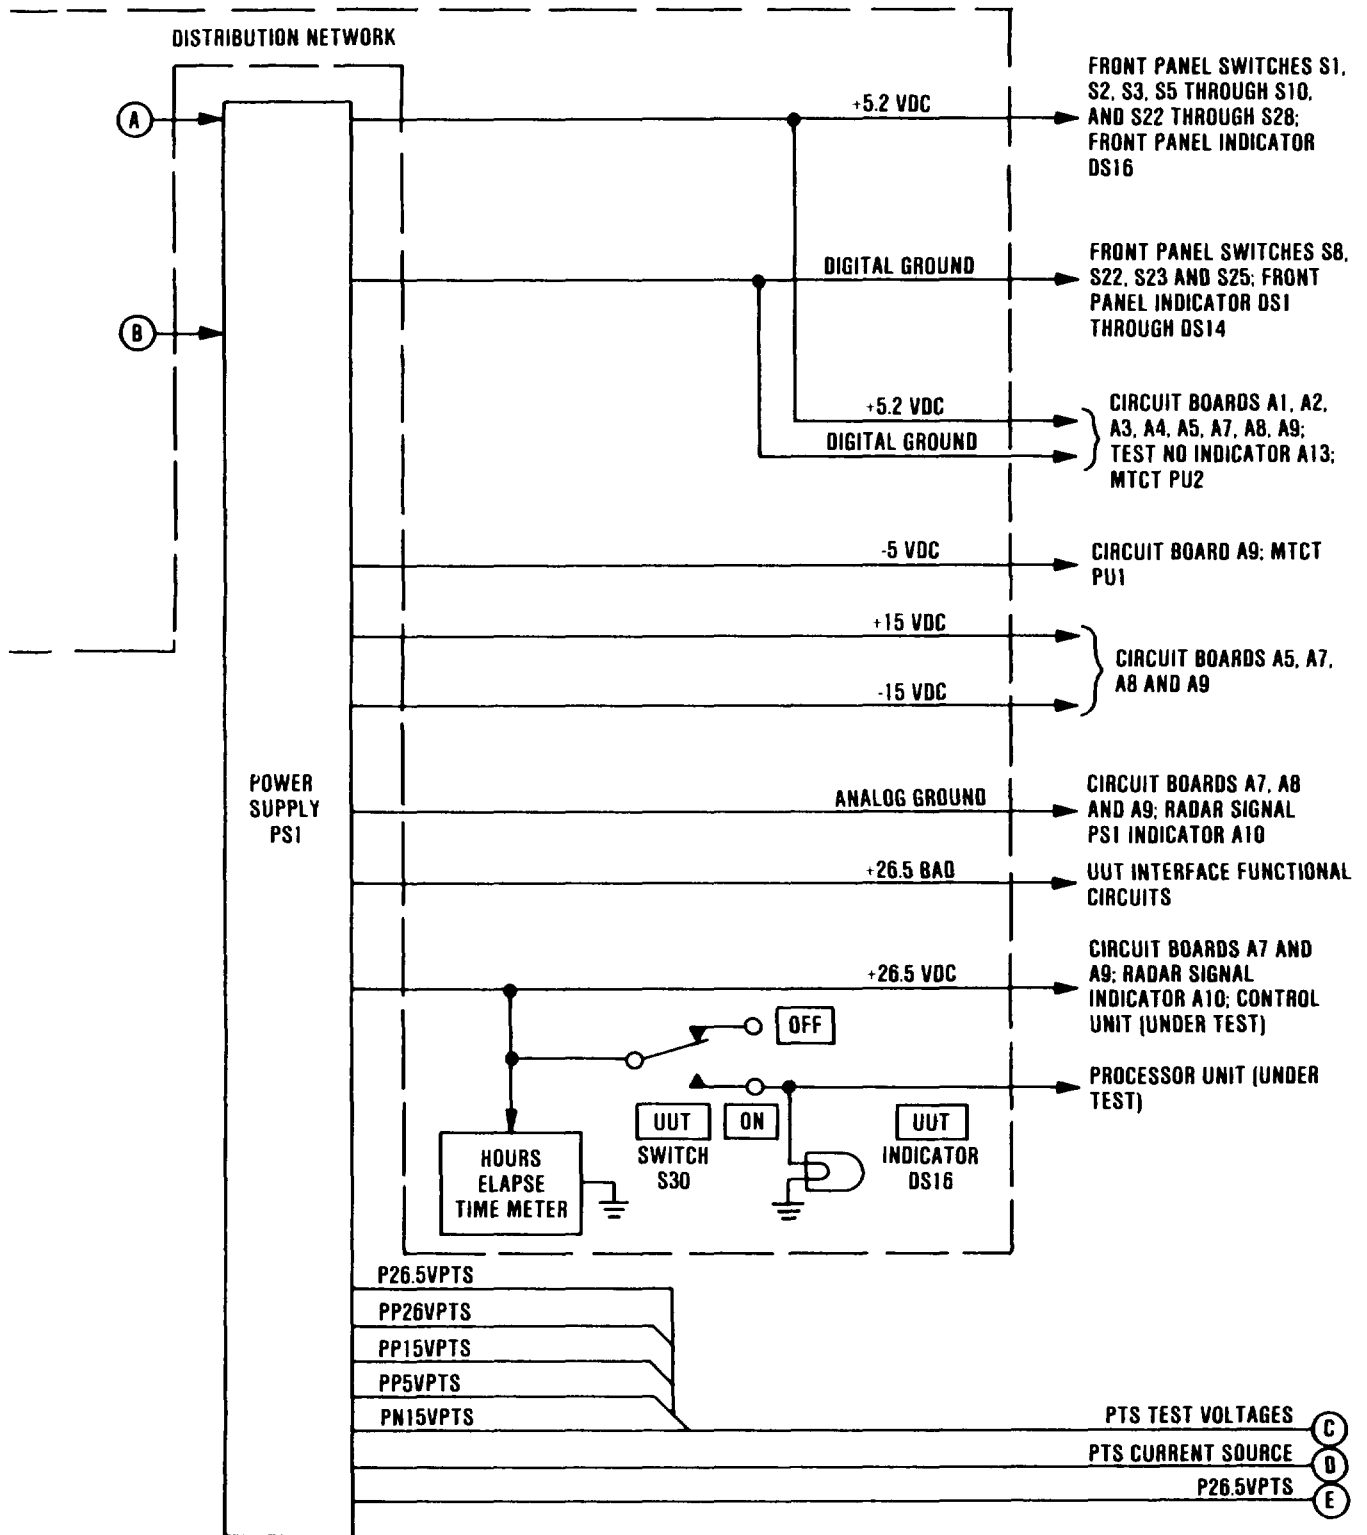 DISTRIBUTION NETWORK
A
B
POWER
SUPPLY
PS1
+5.2 VDC
FRONT PANEL SWITCHES S1,
S2, S3, S5 THROUGH S10,
AND S22 THROUGH S28;
FRONT PANEL INDICATOR
DS16
DIGITAL GROUND
FRONT PANEL SWITCHES S8,
S22, S23 AND S25; FRONT
PANEL INDICATOR DS1
THROUGH DS14
+5.2 VDC
DIGITAL GROUND
CIRCUIT BOARDS A1, A2,
A3, A4, A5, A7, A8, A9;
TEST NO INDICATOR A13;
MTCT PU2
-5 VDC
CIRCUIT BOARD A9; MTCT
PU1
+15 VDC
-15 VDC
CIRCUIT BOARDS A5, A7,
A8 AND A9
ANALOG GROUND
CIRCUIT BOARDS A7, A8
AND A9; RADAR SIGNAL
PS1 INDICATOR A10
+26.5 BAD
UUT INTERFACE FUNCTIONAL
CIRCUITS
+26.5 VDC
CIRCUIT BOARDS A7 AND
A9; RADAR SIGNAL
INDICATOR A10; CONTROL
UNIT (UNDER TEST)
OFF
PROCESSOR UNIT (UNDER
TEST)
UUT
SWITCH
S30
ON
UUT
INDICATOR
DS16
HOURS
ELAPSE
TIME METER
P26.5VPTS
PP26VPTS
PP15VPTS
PP5VPTS
PN15VPTS
PTS TEST VOLTAGES
C
PTS CURRENT SOURCE
D
P26.5VPTS
E